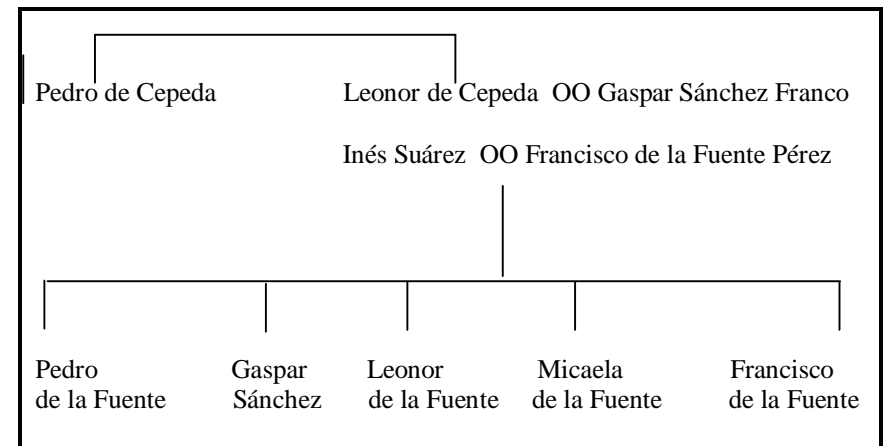 Pedro de Cepeda Leonor de Cepeda OO Gaspar Sánchez Franco
Inés Suárez OO Francisco de la Fuente Pérez
Pedro Gaspar Leonor Micaela Francisco
de la Fuente Sánchez de la Fuente de la Fuente de la Fuente